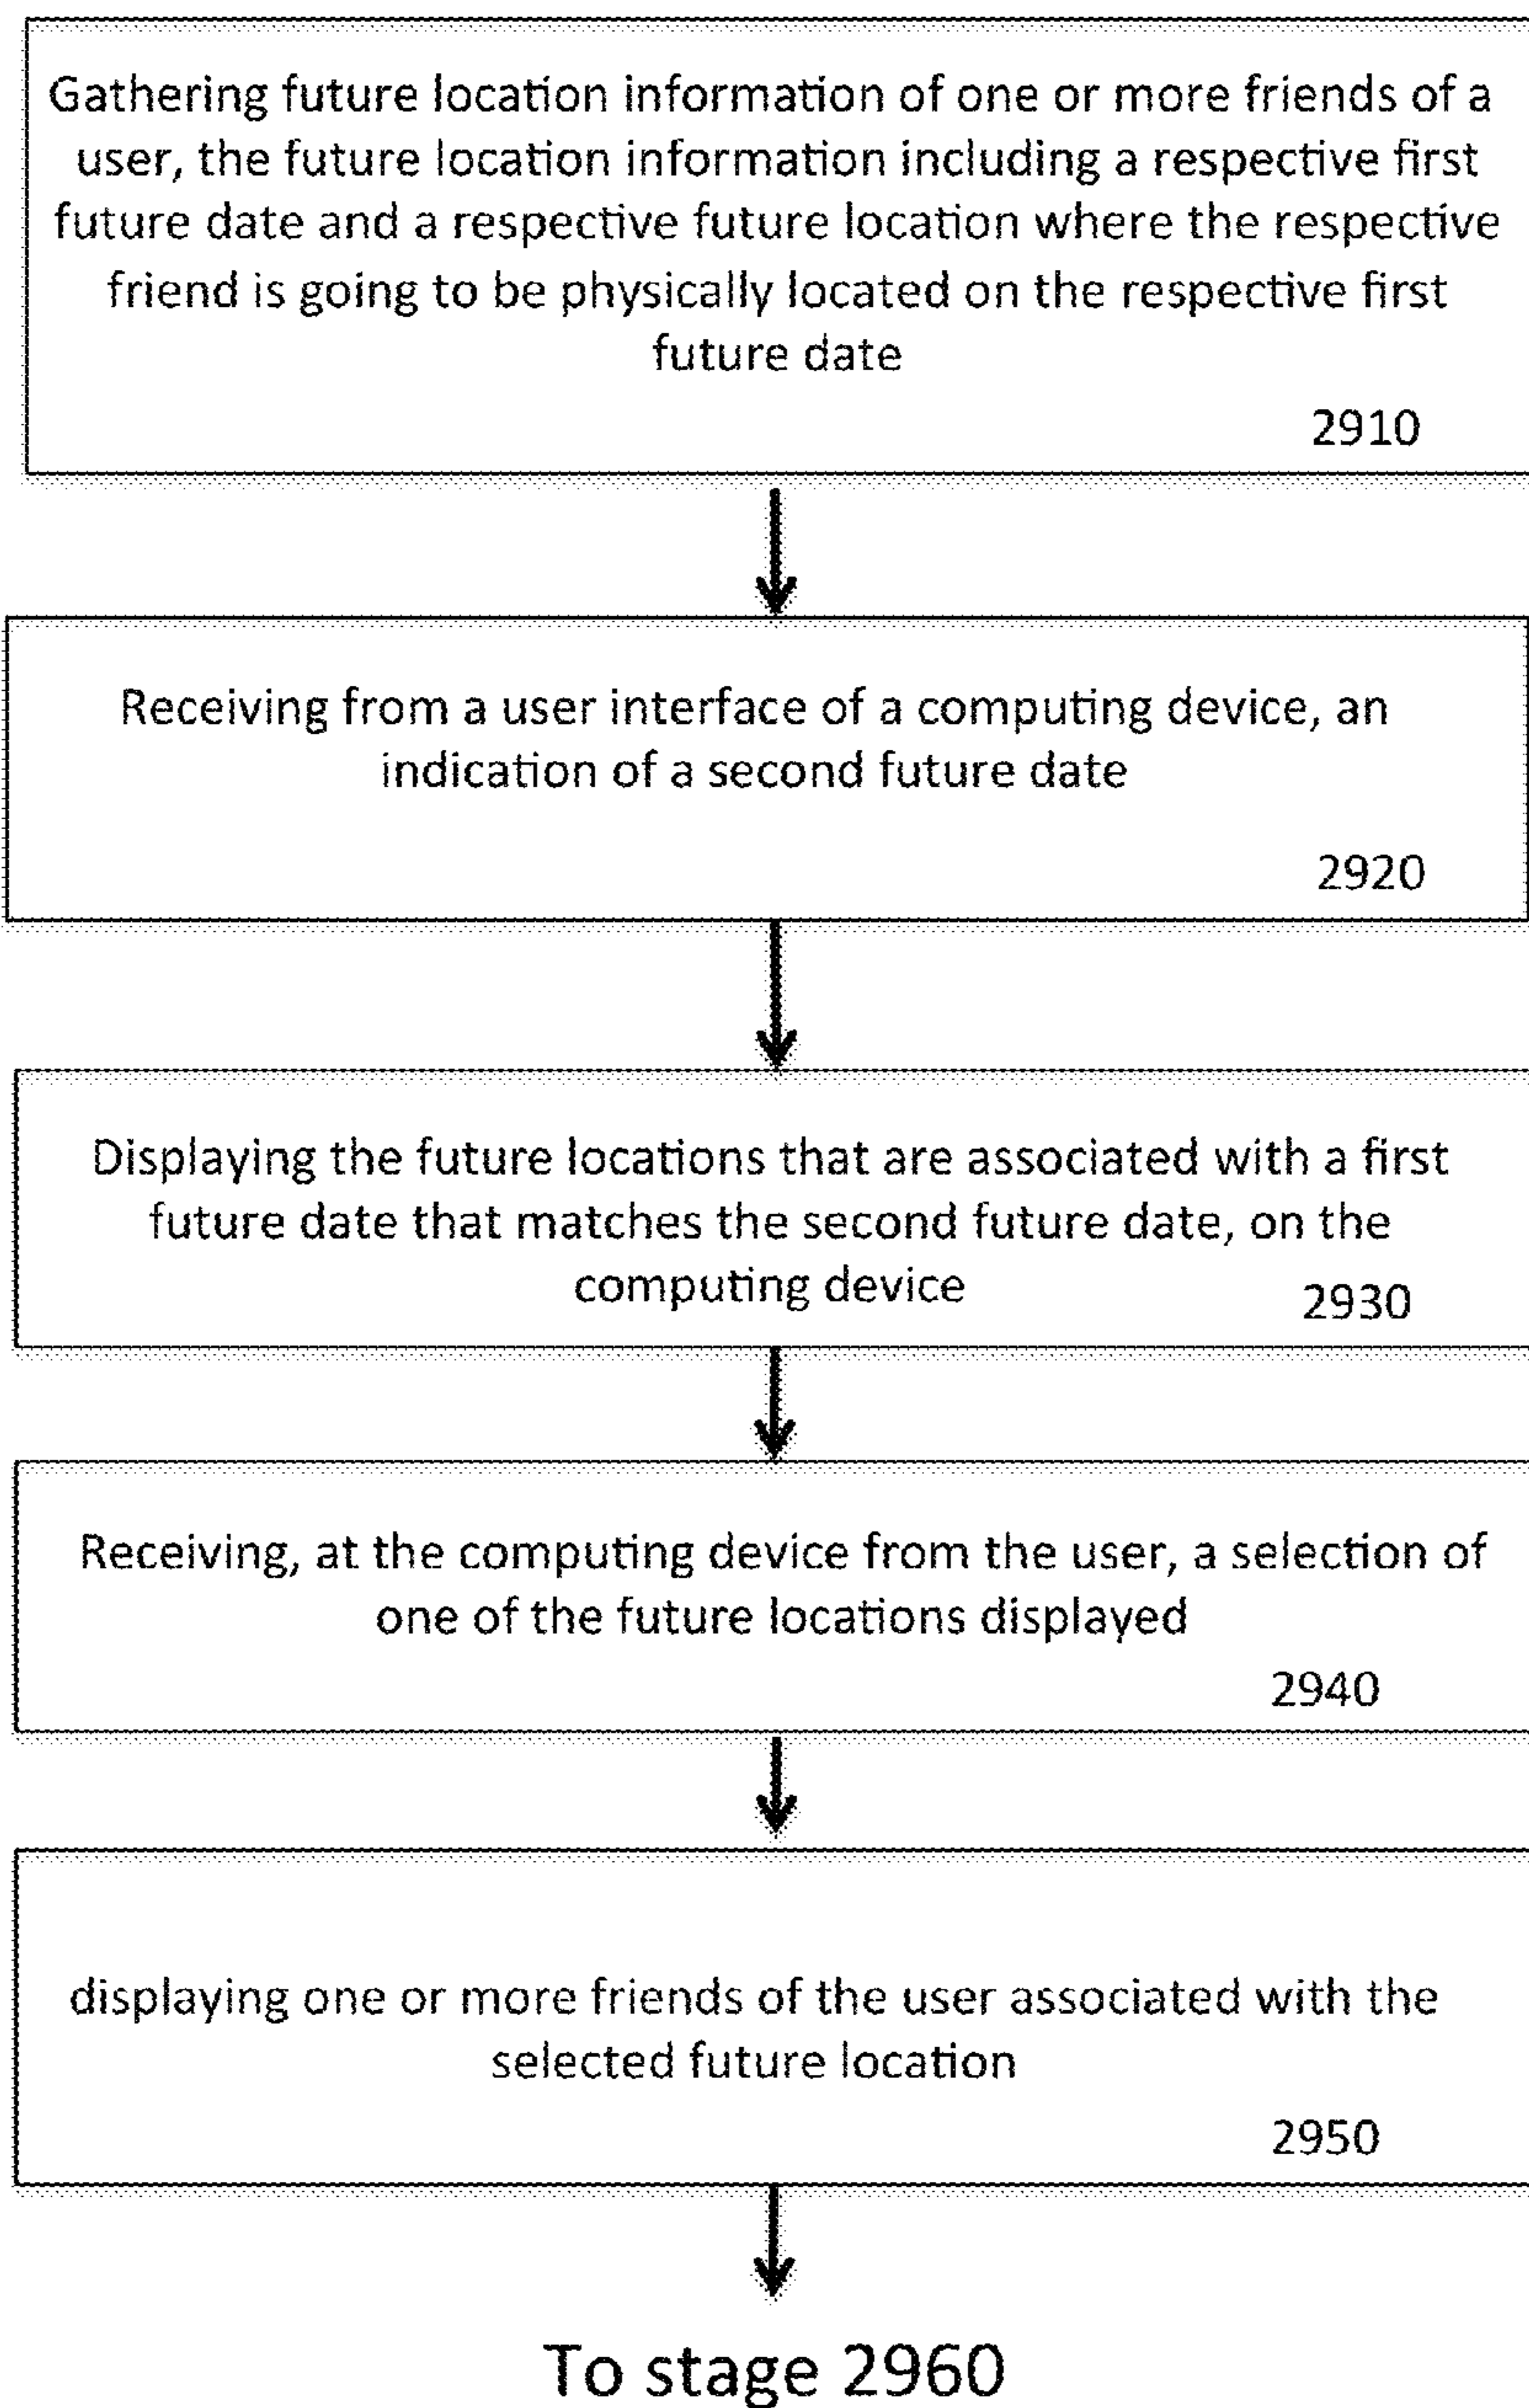 Gathering future location information of one or more friends of a
user, the future location information including a respective first
future date and a respective future location where the respective
friend is going to be physically located on the respective first
future date
2910
Receiving from a user interface of a computing device, an
indication of a second future date
2920
Displaying the future locations that are associated with a first
future date that matches the second future date, on the
computing device
2930
Receiving, at the computing device from the user, a selection of
one of the future locations displayed
2940
displaying one or more friends of the user associated with the
selected future location
2950
To stage 2960